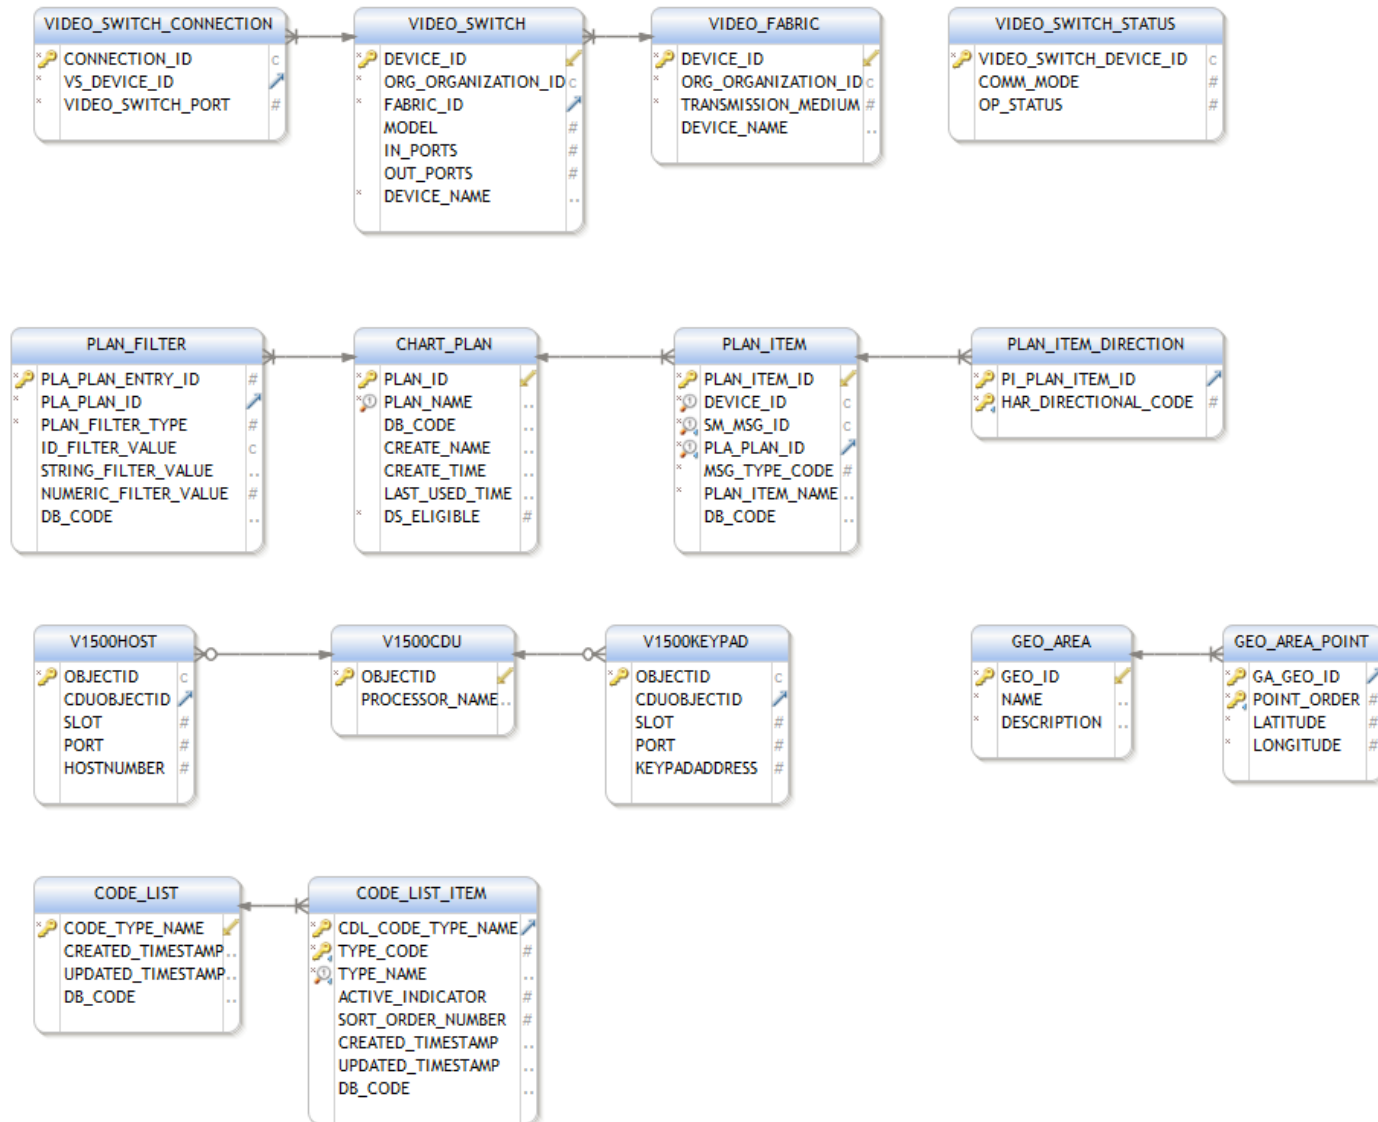 VIDEO_SWITCH_CONNECTION
CONNECTION_ID c
VS_DEVICE_ID
VIDEO_SWITCH_PORT #
VIDEO_SWITCH
DEVICE_ID
ORG_ORGANIZATION_ID c
FABRIC_ID
MODEL #
IN_PORTS #
OUT_PORTS #
DEVICE_NAME ..
VIDEO_FABRIC
DEVICE_ID
ORG_ORGANIZATION_ID c
TRANSMISSION_MEDIUM #
DEVICE_NAME ..
VIDEO_SWITCH_STATUS
VIDEO_SWITCH_DEVICE_ID c
COMM_MODE #
OP_STATUS #
PLAN_FILTER
PLA_PLAN_ENTRY_ID #
PLA_PLAN_ID
PLAN_FILTER_TYPE #
ID_FILTER_VALUE c
STRING_FILTER_VALUE ..
NUMERIC_FILTER_VALUE #
DB_CODE ..
CHART_PLAN
PLAN_ID
PLAN_NAME ..
DB_CODE ..
CREATE_NAME ..
CREATE_TIME ..
LAST_USED_TIME ..
DS_ELIGIBLE #
PLAN_ITEM
PLAN_ITEM_ID
DEVICE_ID c
SM_MSG_ID c
PLA_PLAN_ID
MSG_TYPE_CODE #
PLAN_ITEM_NAME ..
DB_CODE ..
PLAN_ITEM_DIRECTION
PI_PLAN_ITEM_ID
HAR_DIRECTIONAL_CODE #
V1500HOST
OBJECTID c
CDUOBJECTID
SLOT #
PORT #
HOSTNUMBER #
V1500CDU
OBJECTID
PROCESSOR_NAME ..
V1500KEYPAD
OBJECTID c
CDUOBJECTID
SLOT #
PORT #
KEYPADADDRESS #
GEO_AREA
GEO_ID
NAME ..
DESCRIPTION ..
GEO_AREA_POINT
GA_GEO_ID
POINT_ORDER #
LATITUDE #
LONGITUDE #
CODE_LIST
CODE_TYPE_NAME
CREATED_TIMESTAMP ..
UPDATED_TIMESTAMP ..
DB_CODE ..
CODE_LIST_ITEM
CDL_CODE_TYPE_NAME
TYPE_CODE #
TYPE_NAME ..
ACTIVE_INDICATOR #
SORT_ORDER_NUMBER #
CREATED_TIMESTAMP ..
UPDATED_TIMESTAMP ..
DB_CODE ..